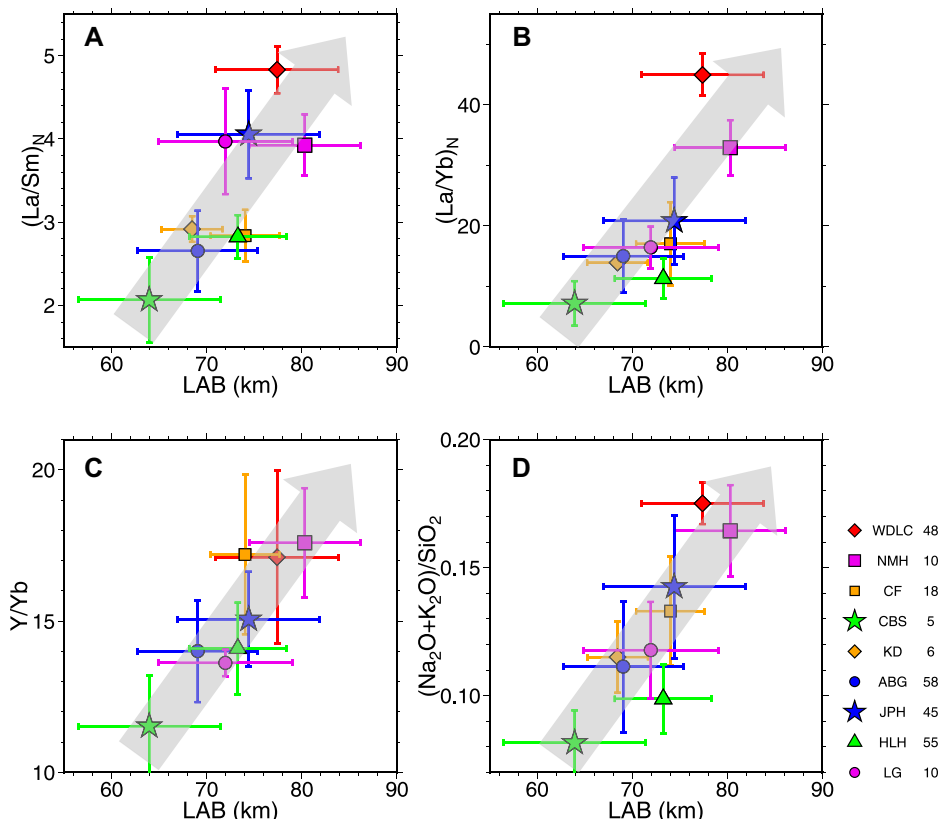 A
5
4
3
2
(La/Sm)N
60 70 80 90
LAB (km)
B
40
20
0
(La/Yb)N
60 70 80 90
LAB (km)
C
20
15
10
Y/Yb
60 70 80 90
LAB (km)
D
0.20
0.15
0.10
(Na2O+K2O)/SiO2
60 70 80 90
LAB (km)
WDLC 48
NMH 10
CF 18
CBS 5
KD 6
ABG 58
JPH 45
HLH 55
LG 10